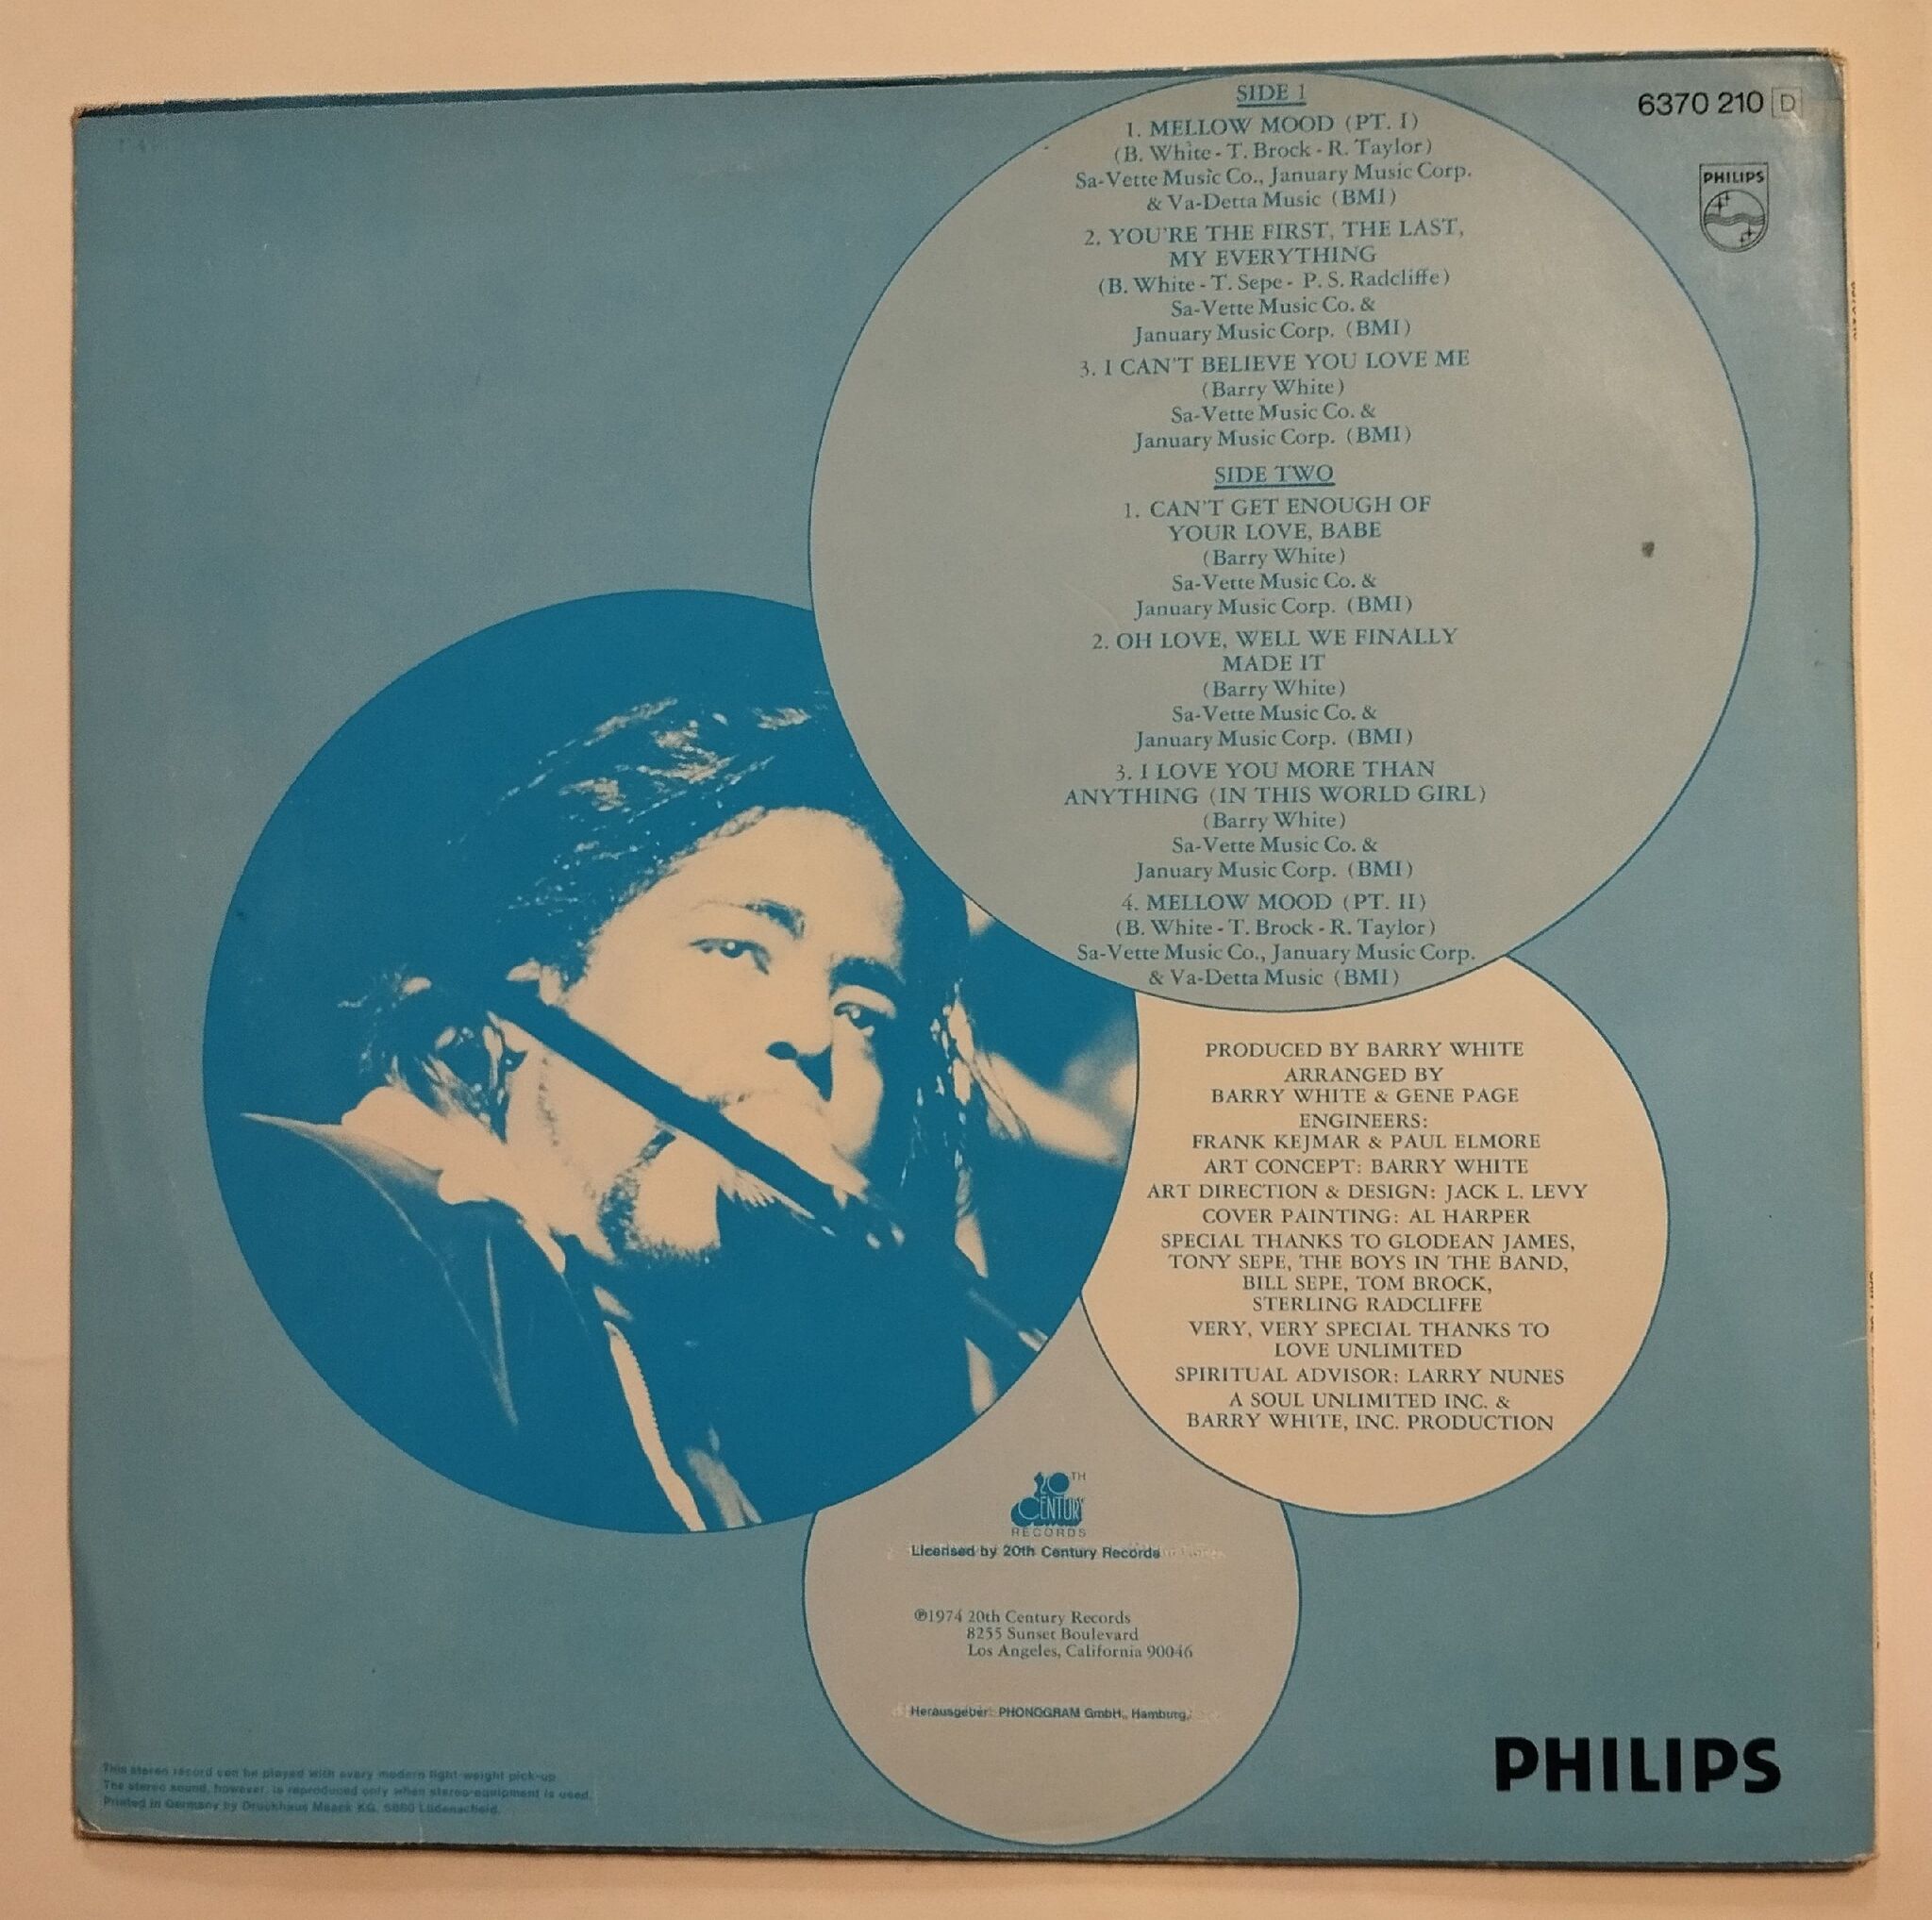 6370 210 D
PHILIPS
SIDE 1
1. MELLOW MOOD (PT. I)
(B. White - T. Brock - R. Taylor)
Sa-Vette Music Co., January Music Corp.
& Va-Detta Music (BMI)
2. YOU'RE THE FIRST, THE LAST,
MY EVERYTHING
(B. White - T. Sepe - P. S. Radcliffe)
Sa-Vette Music Co. &
January Music Corp. (BMI)
3. I CAN'T BELIEVE YOU LOVE ME
(Barry White)
Sa-Vette Music Co. &
January Music Corp. (BMI)
SIDE TWO
1. CAN'T GET ENOUGH OF
YOUR LOVE, BABE
(Barry White)
Sa-Vette Music Co. &
January Music Corp. (BMI)
2. OH LOVE, WELL WE FINALLY
MADE IT
(Barry White)
Sa-Vette Music Co. &
January Music Corp. (BMI)
3. I LOVE YOU MORE THAN
ANYTHING (IN THIS WORLD GIRL)
(Barry White)
Sa-Vette Music Co. &
January Music Corp. (BMI)
4. MELLOW MOOD (PT. II)
(B. White - T. Brock - R. Taylor)
Sa-Vette Music Co., January Music Corp.
& Va-Detta Music (BMI)
PRODUCED BY BARRY WHITE
ARRANGED BY
BARRY WHITE & GENE PAGE
ENGINEERS:
FRANK KEJMAR & PAUL ELMORE
ART CONCEPT: BARRY WHITE
ART DIRECTION & DESIGN: JACK L. LEVY
COVER PAINTING: AL HARPER
SPECIAL THANKS TO GLODEAN JAMES,
TONY SEPE, THE BOYS IN THE BAND,
BILL SEPE, TOM BROCK,
STERLING RADCLIFFE
VERY, VERY SPECIAL THANKS TO
LOVE UNLIMITED
SPIRITUAL ADVISOR: LARRY NUNES
A SOUL UNLIMITED INC. &
BARRY WHITE, INC. PRODUCTION
20TH
CENTURY
RECORDS
Licensed by 20th Century Records
℗1974 20th Century Records
8255 Sunset Boulevard
Los Angeles, California 90046
Herausgeber: PHONOGRAM GmbH, Hamburg
This stereo record can be played with every modern light-weight pick-up.
The stereo sound, however, is reproduced only when stereo-equipment is used.
Printed in Germany by Druckhaus Maack KG, 5880 Lüdenscheid.
PHILIPS